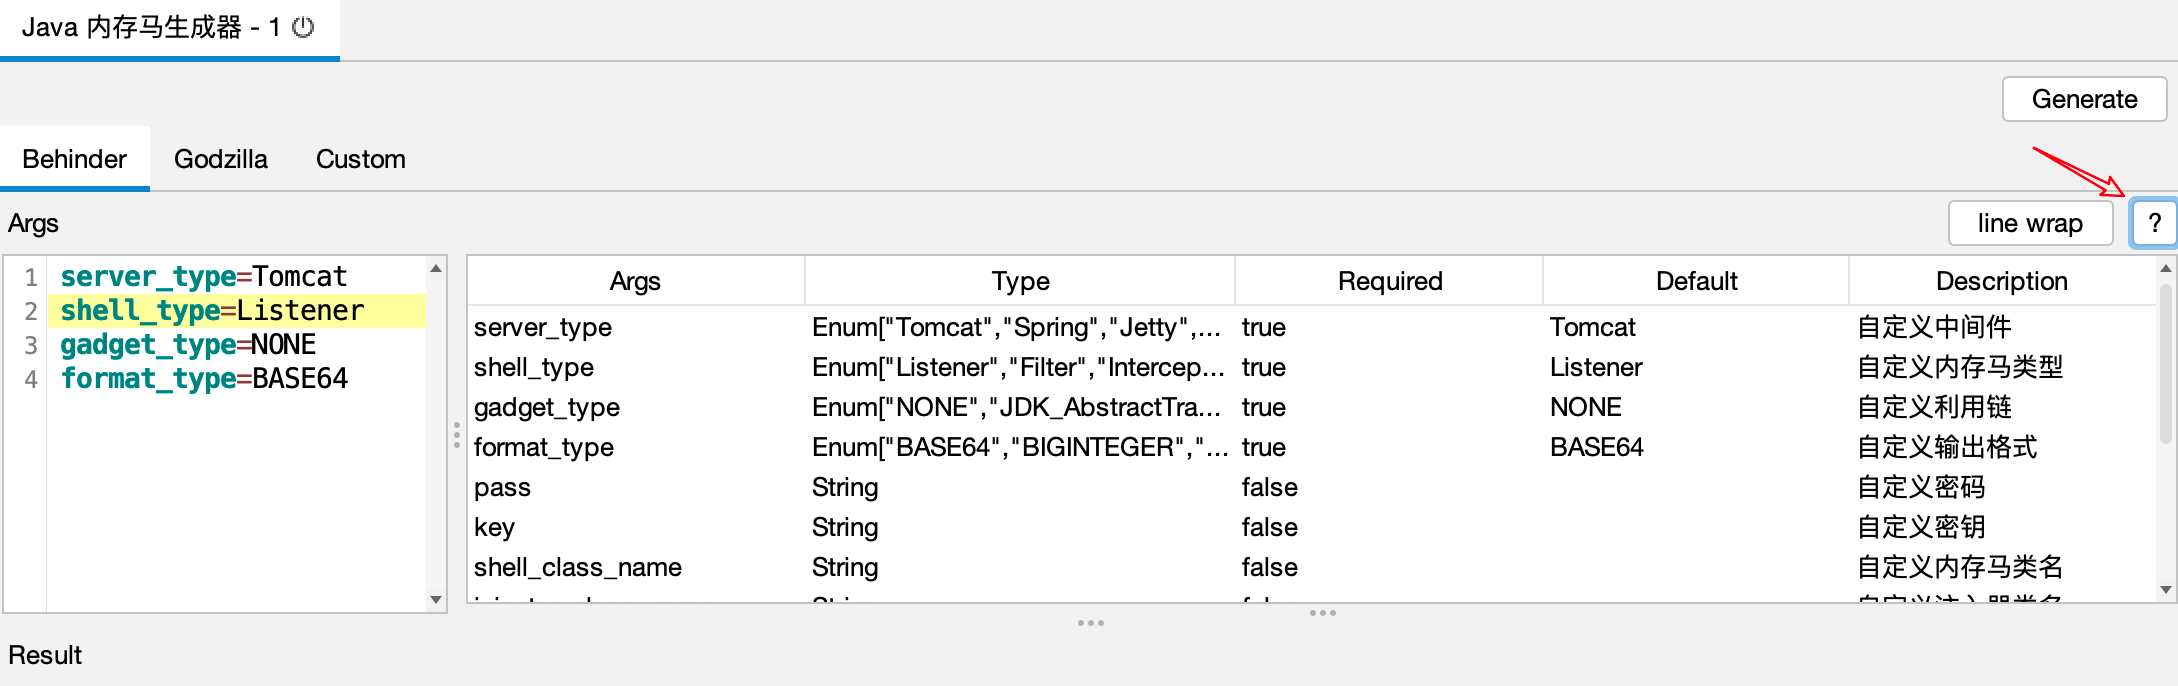 Java 内存马生成器 - 1
Generate
Behinder Godzilla Custom
Args line wrap ?
1 server_type=Tomcat
2 shell_type=Listener
3 gadget_type=NONE
4 format_type=BASE64
Args Type Required Default Description
server_type Enum["Tomcat","Spring","Jetty",... true Tomcat 自定义中间件
shell_type Enum["Listener","Filter","Intercep... true Listener 自定义内存马类型
gadget_type Enum["NONE","JDK_AbstractTra... true NONE 自定义利用链
format_type Enum["BASE64","BIGINTEGER","... true BASE64 自定义输出格式
pass String false 自定义密码
key String false 自定义密钥
shell_class_name String false 自定义内存马类名
Result